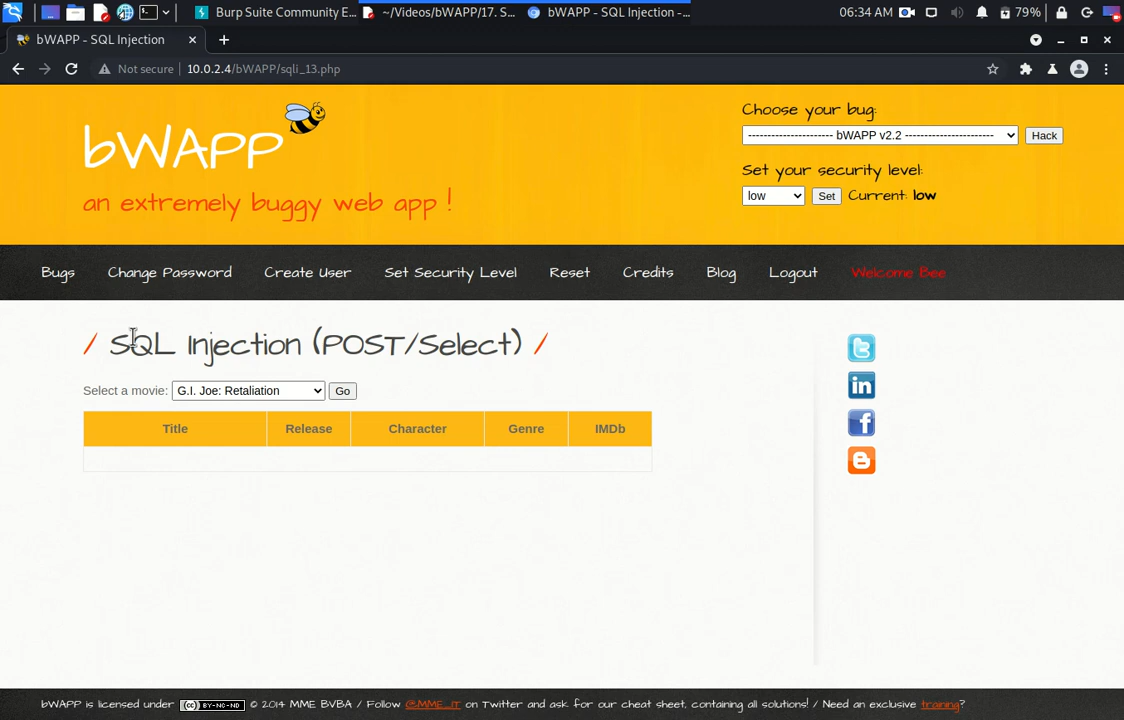 Burp Suite Community E... ~/Videos/bWAPP/17. S... bWAPP - SQL Injection -... 06:34 AM 79%
bWAPP - SQL Injection
Not secure 10.0.2.4/bWAPP/sqli_13.php
bWAPP
an extremely buggy web app !
Choose your bug:
---------------------- bWAPP v2.2 ----------------------- Hack
Set your security level:
low Set Current: low
Bugs Change Password Create User Set Security Level Reset Credits Blog Logout Welcome Bee
/ SQL Injection (POST/Select) /
Select a movie: G.I. Joe: Retaliation Go
Title Release Character Genre IMDb
bWAPP is licensed under (cc) BY-NC-ND © 2014 MME BVBA / Follow @MME_IT on Twitter and ask for our cheat sheet, containing all solutions! / Need an exclusive training?